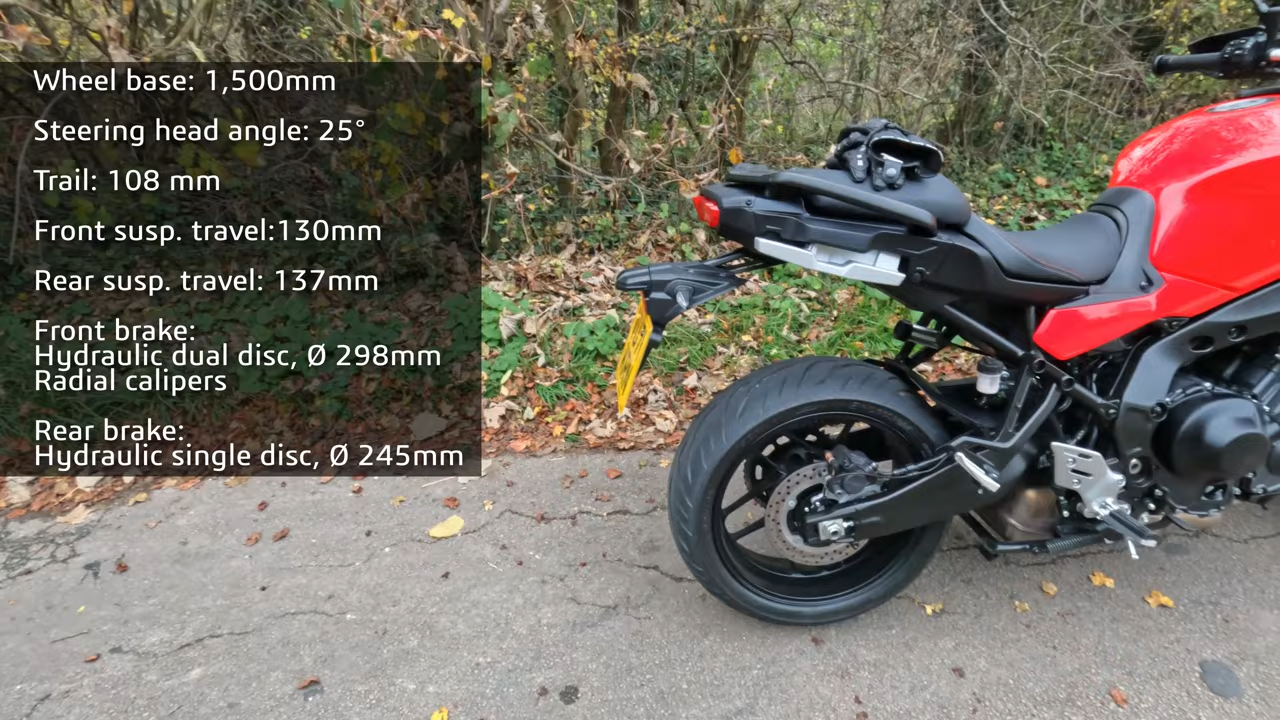 Wheel base: 1,500mm
Steering head angle: 25°
Trail: 108 mm
Front susp. travel:130mm
Rear susp. travel: 137mm
Front brake:
Hydraulic dual disc, Ø 298mm
Radial calipers
Rear brake:
Hydraulic single disc, Ø 245mm